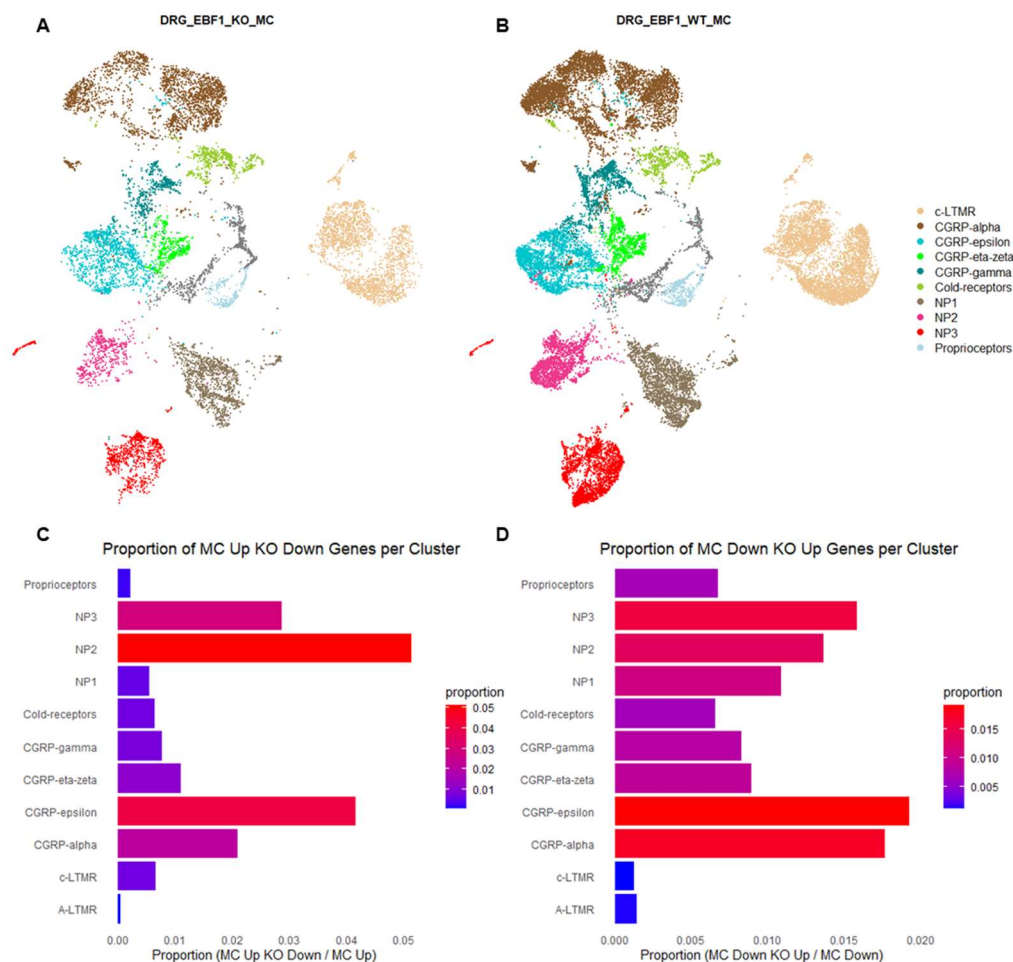 A
DRG_EBF1_KO_MC
B
DRG_EBF1_WT_MC
c-LTMR
CGRP-alpha
CGRP-epsilon
CGRP-eta-zeta
CGRP-gamma
Cold-receptors
NP1
NP2
NP3
Proprioceptors
C
Proportion of MC Up KO Down Genes per Cluster
Proprioceptors
NP3
NP2
NP1
Cold-receptors
CGRP-gamma
CGRP-eta-zeta
CGRP-epsilon
CGRP-alpha
c-LTMR
A-LTMR
0.00 0.01 0.02 0.03 0.04 0.05
Proportion (MC Up KO Down / MC Up)
proportion
0.05
0.04
0.03
0.02
0.01
D
Proportion of MC Down KO Up Genes per Cluster
Proprioceptors
NP3
NP2
NP1
Cold-receptors
CGRP-gamma
CGRP-eta-zeta
CGRP-epsilon
CGRP-alpha
c-LTMR
A-LTMR
0.000 0.005 0.010 0.015 0.020
Proportion (MC Down KO Up / MC Down)
proportion
0.015
0.010
0.005